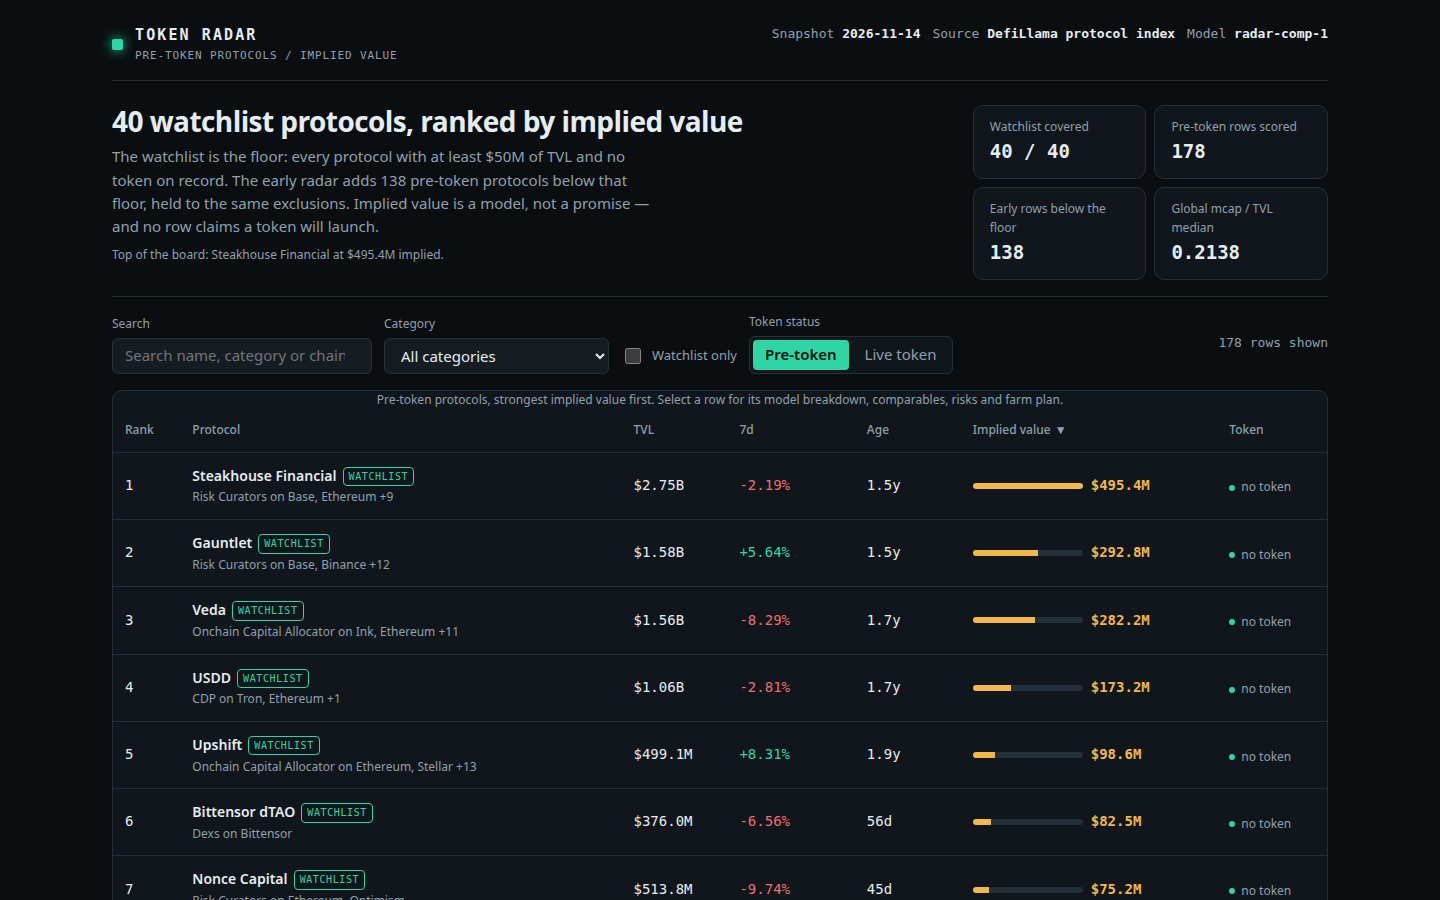 TOKEN RADAR
PRE-TOKEN PROTOCOLS / IMPLIED VALUE
Snapshot 2026-11-14 Source DefiLlama protocol index Model radar-comp-1
40 watchlist protocols, ranked by implied value
The watchlist is the floor: every protocol with at least $50M of TVL and no
token on record. The early radar adds 138 pre-token protocols below that
floor, held to the same exclusions. Implied value is a model, not a promise —
and no row claims a token will launch.
Top of the board: Steakhouse Financial at $495.4M implied.
Watchlist covered
40 / 40
Pre-token rows scored
178
Early rows below the
floor
138
Global mcap / TVL
median
0.2138
Search
Search name, category or chain
Category
All categories
Watchlist only
Token status
Pre-token Live token
178 rows shown
Pre-token protocols, strongest implied value first. Select a row for its model breakdown, comparables, risks and farm plan.
Rank Protocol TVL 7d Age Implied value ▼ Token
1 Steakhouse Financial WATCHLIST $2.75B -2.19% 1.5y $495.4M no token
Risk Curators on Base, Ethereum +9
2 Gauntlet WATCHLIST $1.58B +5.64% 1.5y $292.8M no token
Risk Curators on Base, Binance +12
3 Veda WATCHLIST $1.56B -8.29% 1.7y $282.2M no token
Onchain Capital Allocator on Ink, Ethereum +11
4 USDD WATCHLIST $1.06B -2.81% 1.7y $173.2M no token
CDP on Tron, Ethereum +1
5 Upshift WATCHLIST $499.1M +8.31% 1.9y $98.6M no token
Onchain Capital Allocator on Ethereum, Stellar +13
6 Bittensor dTAO WATCHLIST $376.0M -6.56% 56d $82.5M no token
Dexs on Bittensor
7 Nonce Capital WATCHLIST $513.8M -9.74% 45d $75.2M no token
Risk Curators on Ethereum, Optimism